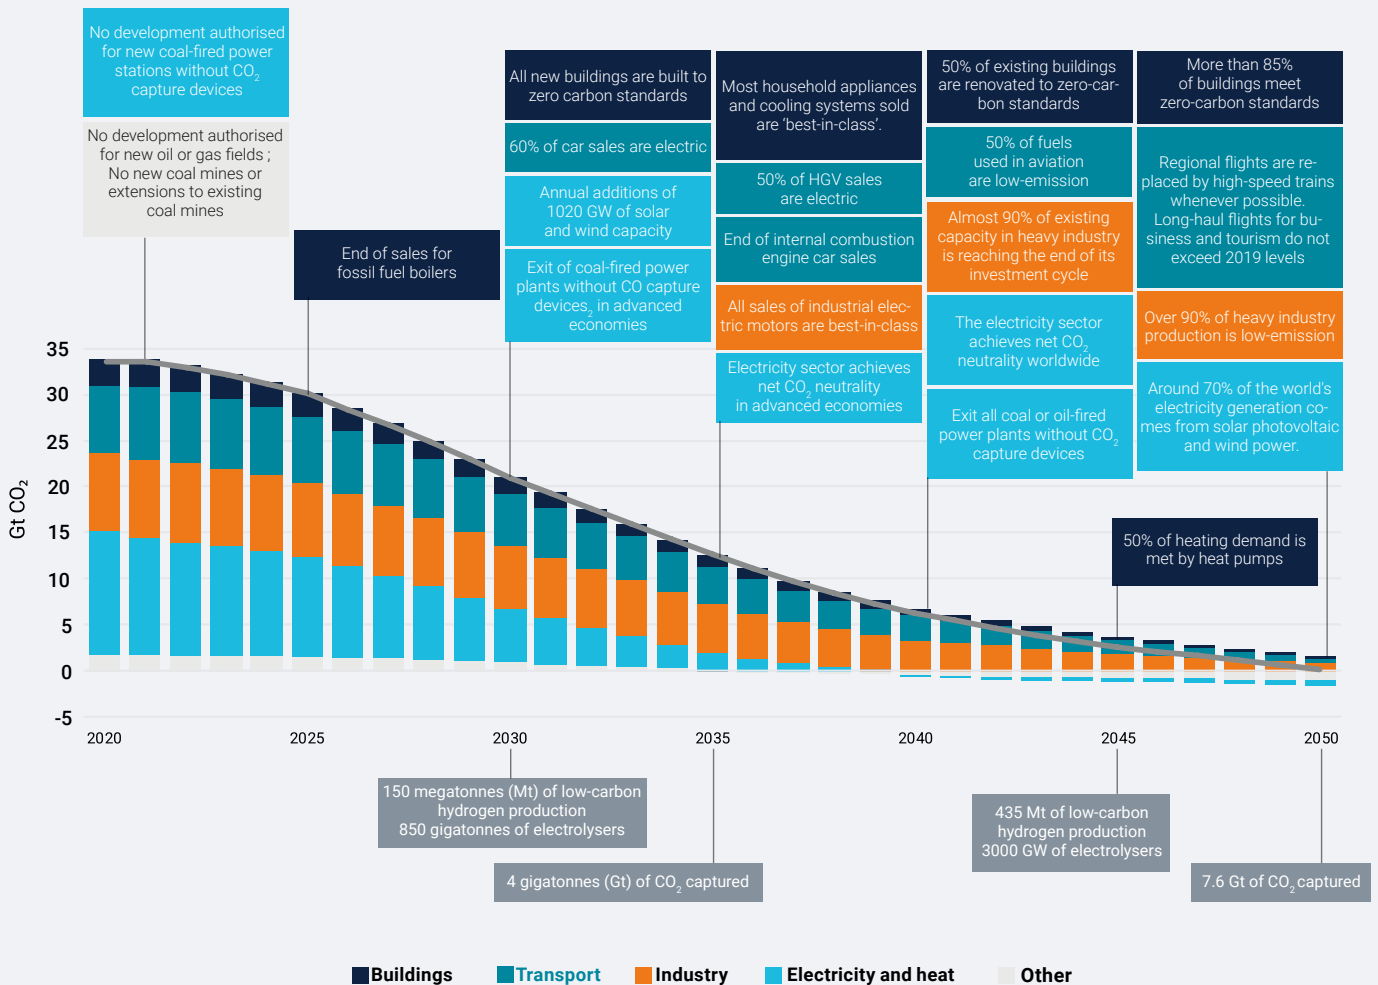 No development authorised
for new coal-fired power
stations without CO2
capture devices
No development authorised
for new oil or gas fields ;
No new coal mines or
extensions to existing
coal mines
End of sales for
fossil fuel boilers
All new buildings are built to
zero carbon standards
60% of car sales are electric
Annual additions of
1020 GW of solar
and wind capacity
Exit of coal-fired power
plants without CO capture
devices2 in advanced
economies
Most household appliances
and cooling systems sold
are ‘best-in-class’.
50% of HGV sales
are electric
End of internal combustion
engine car sales
All sales of industrial elec-
tric motors are best-in-class
Electricity sector achieves
net CO2 neutrality
in advanced economies
50% of existing buildings
are renovated to zero-car-
bon standards
50% of fuels
used in aviation
are low-emission
Almost 90% of existing
capacity in heavy industry
is reaching the end of its
investment cycle
The electricity sector
achieves net CO2
neutrality worldwide
Exit all coal or oil-fired
power plants without CO2
capture devices
More than 85%
of buildings meet
zero-carbon standards
Regional flights are re-
placed by high-speed trains
whenever possible.
Long-haul flights for bu-
siness and tourism do not
exceed 2019 levels
Over 90% of heavy industry
production is low-emission
Around 70% of the world's
electricity generation co-
mes from solar photovoltaic
and wind power.
50% of heating demand is
met by heat pumps
Gt CO2
35
30
25
20
15
10
5
0
-5
2020
2025
2030
2035
2040
2045
2050
150 megatonnes (Mt) of low-carbon
hydrogen production
850 gigatonnes of electrolysers
4 gigatonnes (Gt) of CO2 captured
435 Mt of low-carbon
hydrogen production
3000 GW of electrolysers
7.6 Gt of CO2 captured
Buildings
Transport
Industry
Electricity and heat
Other